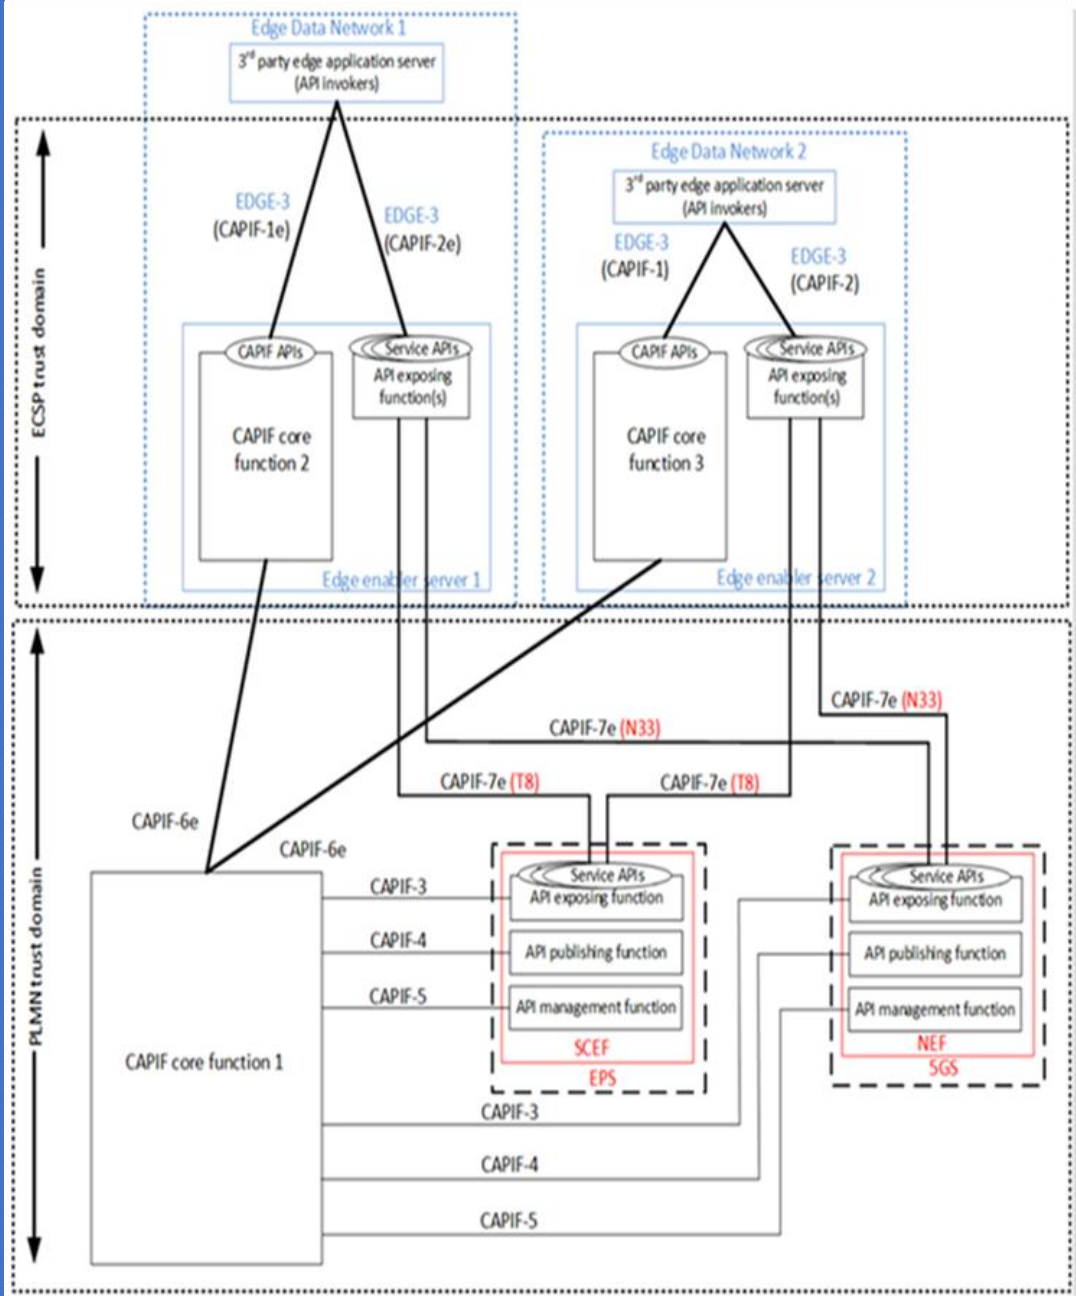 Edge Data Network 1
3rd party edge application server
(API invokers)
Edge Data Network 2
3rd party edge application server
(API invokers)
EDGE-3
(CAPIF-1e)
EDGE-3
(CAPIF-2e)
EDGE-3
(CAPIF-1)
EDGE-3
(CAPIF-2)
ECSP trust domain
CAPIF APIs
Service APIs
API exposing
function(s)
CAPIF core
function 2
Edge enabler server 1
CAPIF APIs
Service APIs
API exposing
function(s)
CAPIF core
function 3
Edge enabler server 2
PLMN trust domain
CAPIF-7e (N33)
CAPIF-7e (N33)
CAPIF-7e (T8)
CAPIF-7e (T8)
CAPIF-6e
CAPIF-6e
CAPIF core function 1
CAPIF-3
CAPIF-4
CAPIF-5
Service APIs
API exposing function
API publishing function
API management function
SCEF
EPS
Service APIs
API exposing function
API publishing function
API management function
NEF
5GS
CAPIF-3
CAPIF-4
CAPIF-5